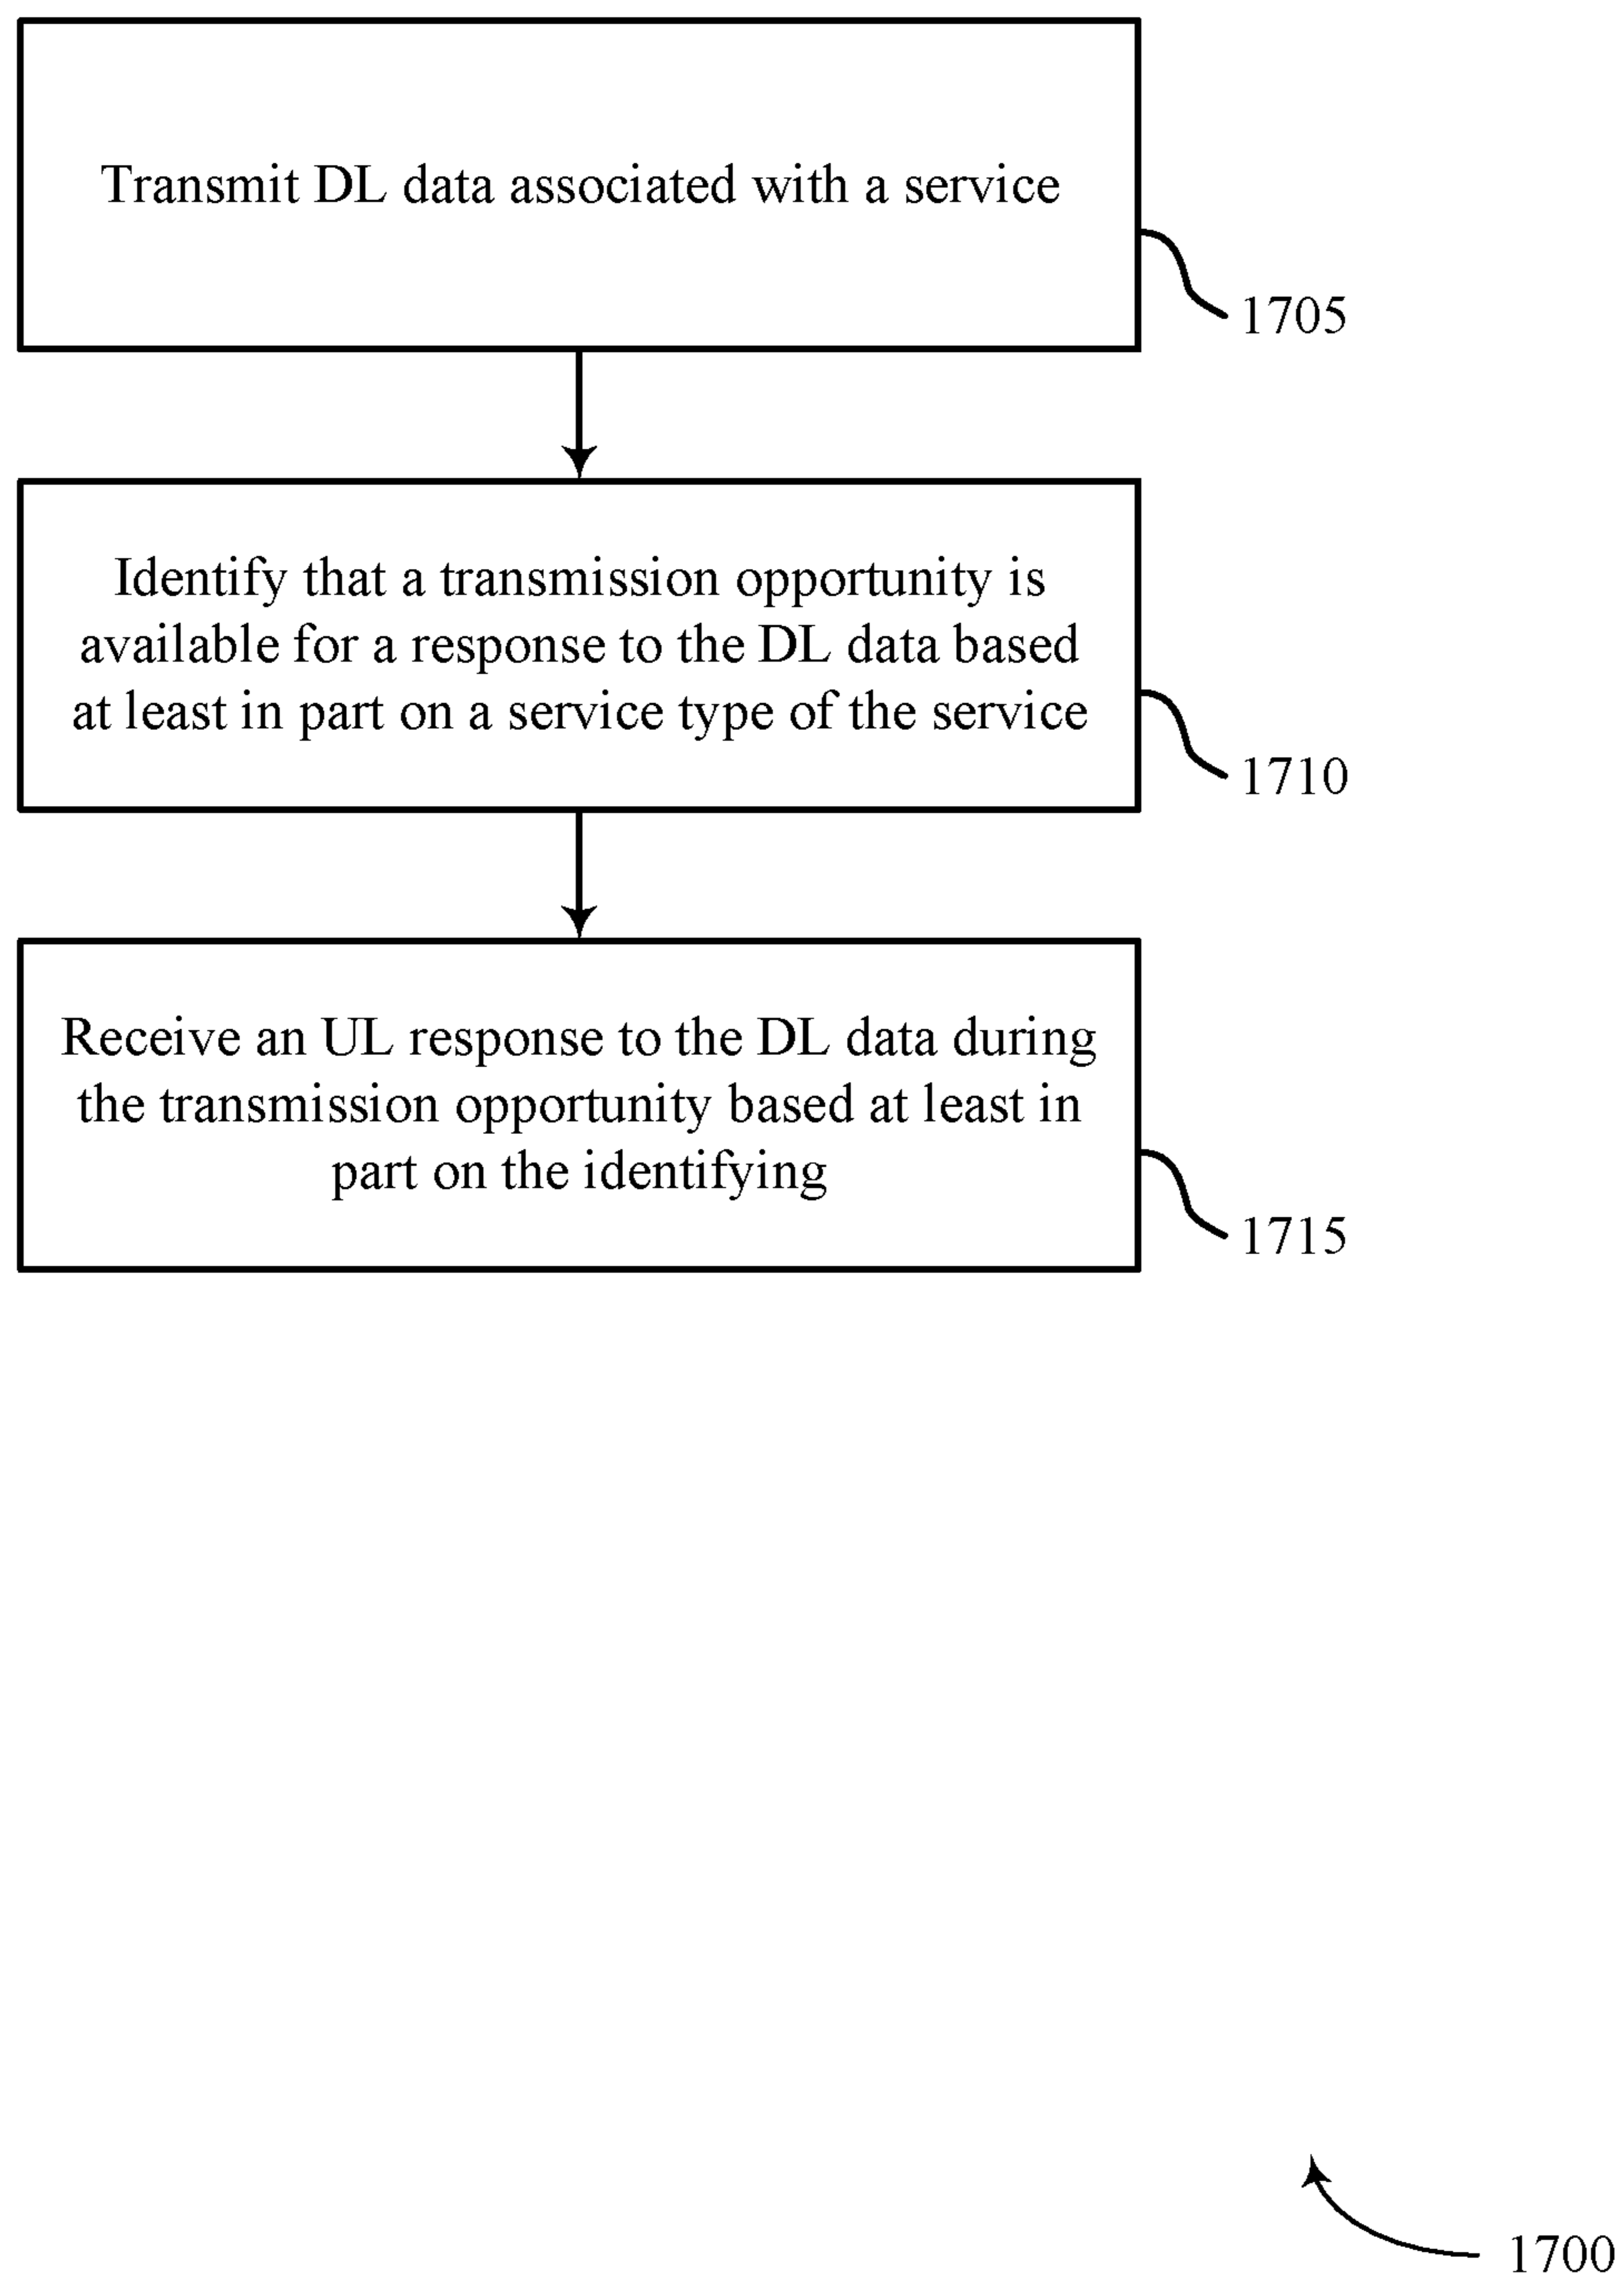 Transmit DL data associated with a service
1705
Identify that a transmission opportunity is
available for a response to the DL data based
at least in part on a service type of the service
1710
Receive an UL response to the DL data during
the transmission opportunity based at least in
part on the identifying
1715
1700